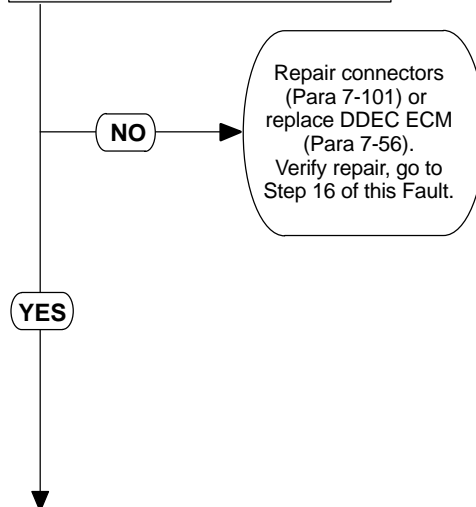 NO
Repair connectors
(Para 7-101) or
replace DDEC ECM
(Para 7-56).
Verify repair, go to
Step 16 of this Fault.
YES